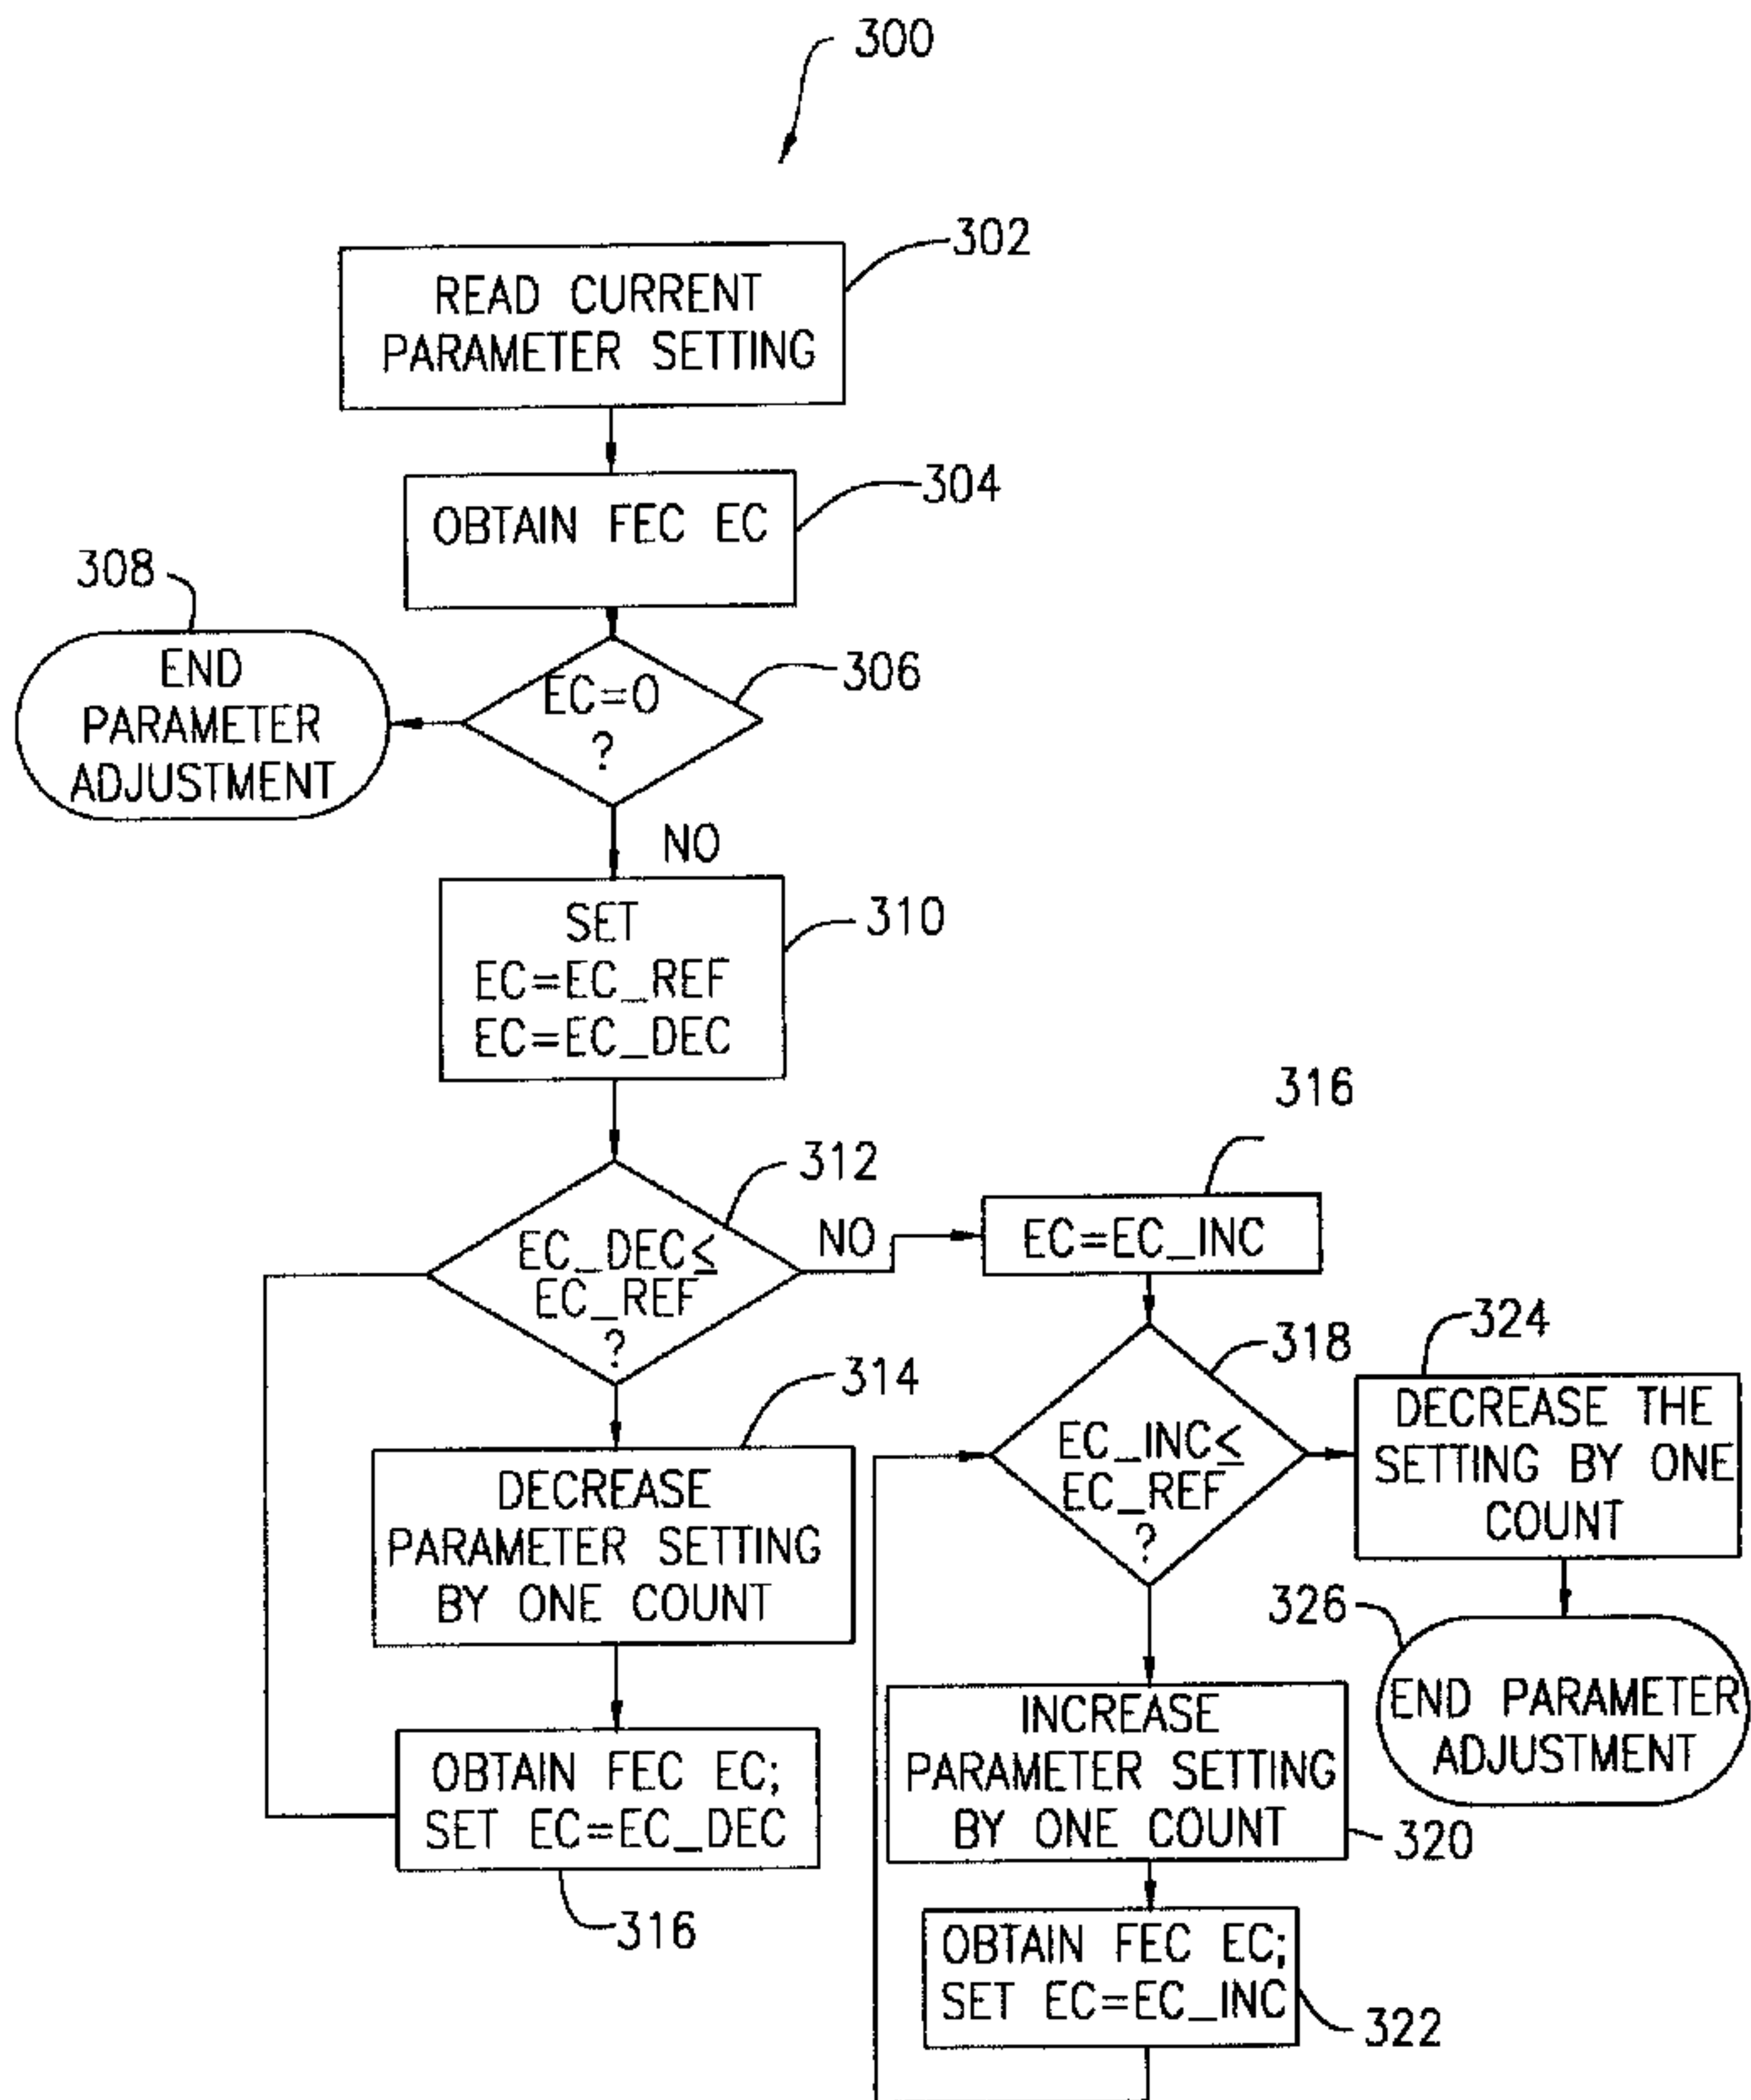 300
302
READ CURRENT
PARAMETER SETTING
304
OBTAIN FEC EC
308
END
PARAMETER
ADJUSTMENT
306
EC=0
?
NO
310
SET
EC=EC_REF
EC=EC_DEC
312
EC_DEC≤
EC_REF
?
NO
316
EC=EC_INC
314
DECREASE
PARAMETER SETTING
BY ONE COUNT
OBTAIN FEC EC;
SET EC=EC_DEC
316
318
EC_INC≤
EC_REF
?
324
DECREASE THE
SETTING BY ONE
COUNT
326
END PARAMETER
ADJUSTMENT
INCREASE
PARAMETER SETTING
BY ONE COUNT
320
OBTAIN FEC EC;
SET EC=EC_INC
322